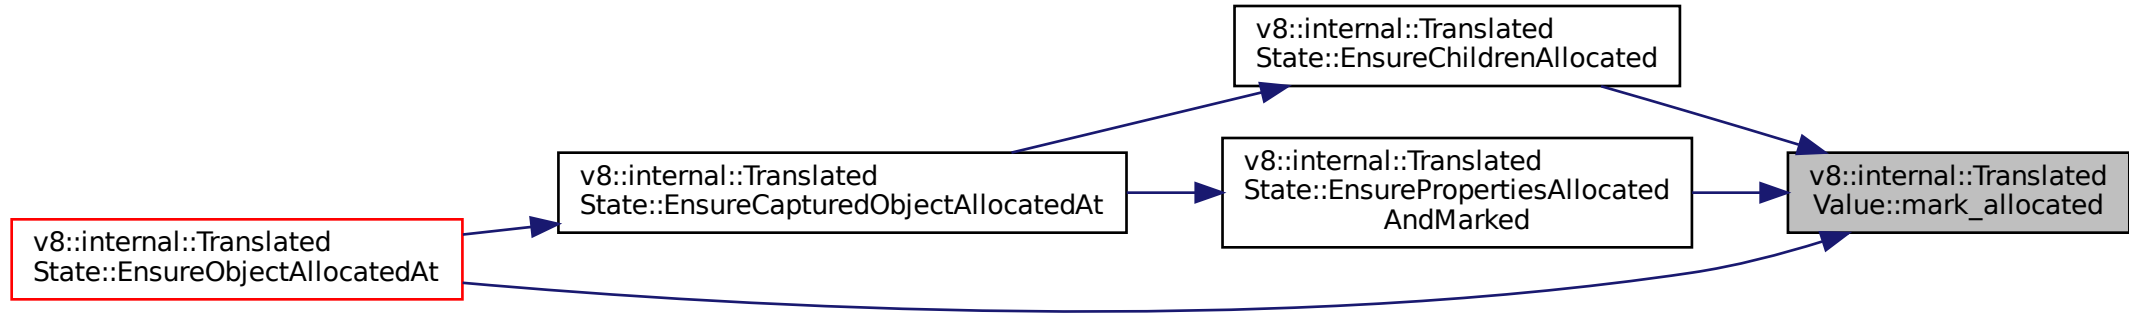 v8::internal::Translated
State::EnsureChildrenAllocated
v8::internal::Translated
State::EnsurePropertiesAllocated
AndMarked
v8::internal::Translated
Value::mark_allocated
v8::internal::Translated
State::EnsureCapturedObjectAllocatedAt
v8::internal::Translated
State::EnsureObjectAllocatedAt